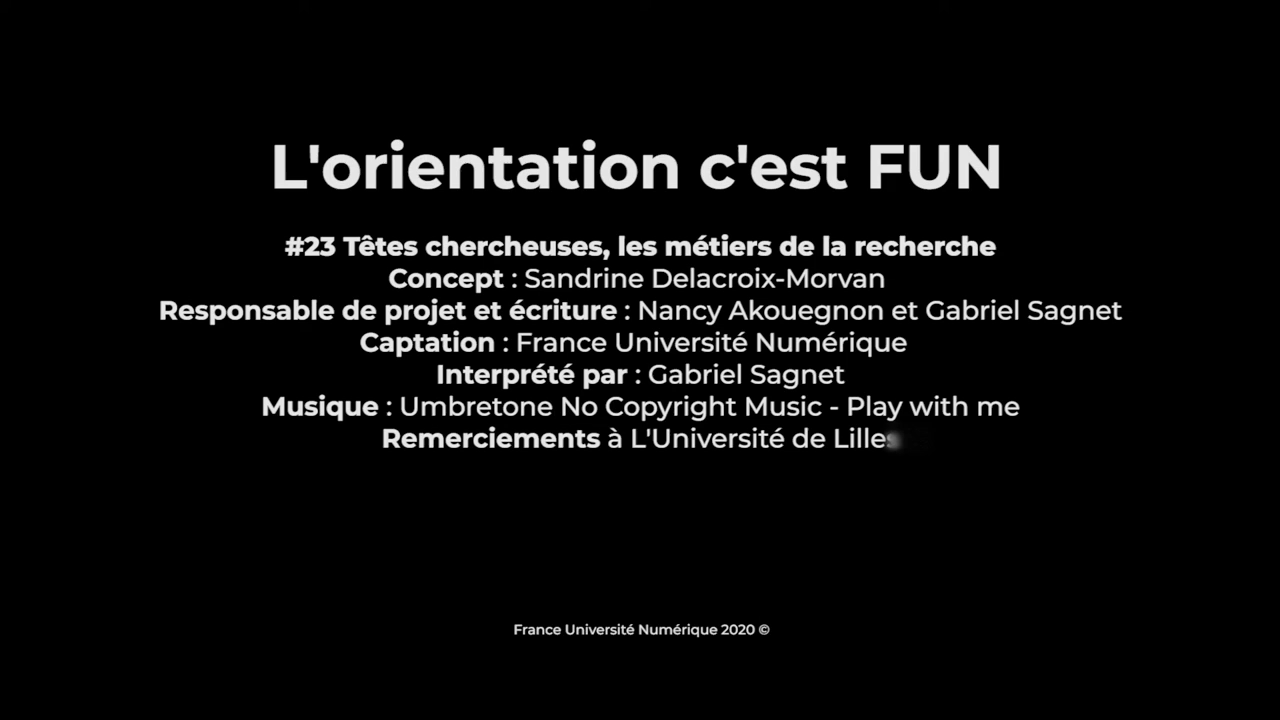 L'orientation c'est FUN
#23 Têtes chercheuses, les métiers de la recherche
Concept : Sandrine Delacroix-Morvan
Responsable de projet et écriture : Nancy Akouegnon et Gabriel Sagnet
Captation : France Université Numérique
Interprété par : Gabriel Sagnet
Musique : Umbretone No Copyright Music - Play with me
Remerciements à L'Université de Lilles
France Université Numérique 2020 ©